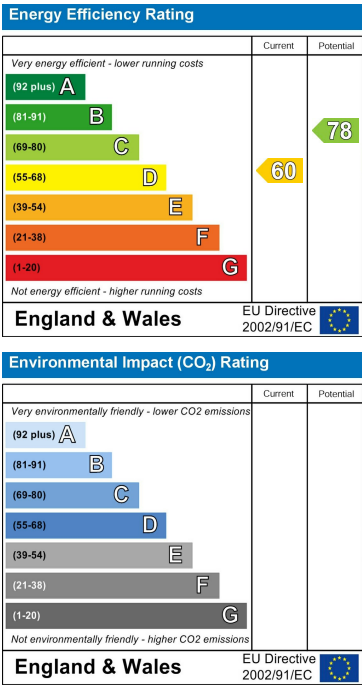 Energy Efficiency Rating
Current Potential
Very energy efficient - lower running costs
(92 plus) A
(81-91) B
(69-80) C
(55-68) D
(39-54) E
(21-38) F
(1-20) G
60
78
Not energy efficient - higher running costs
England & Wales
EU Directive
2002/91/EC
Environmental Impact (CO₂) Rating
Current Potential
Very environmentally friendly - lower CO2 emissions
(92 plus) A
(81-91) B
(69-80) C
(55-68) D
(39-54) E
(21-38) F
(1-20) G
Not environmentally friendly - higher CO2 emissions
England & Wales
EU Directive
2002/91/EC